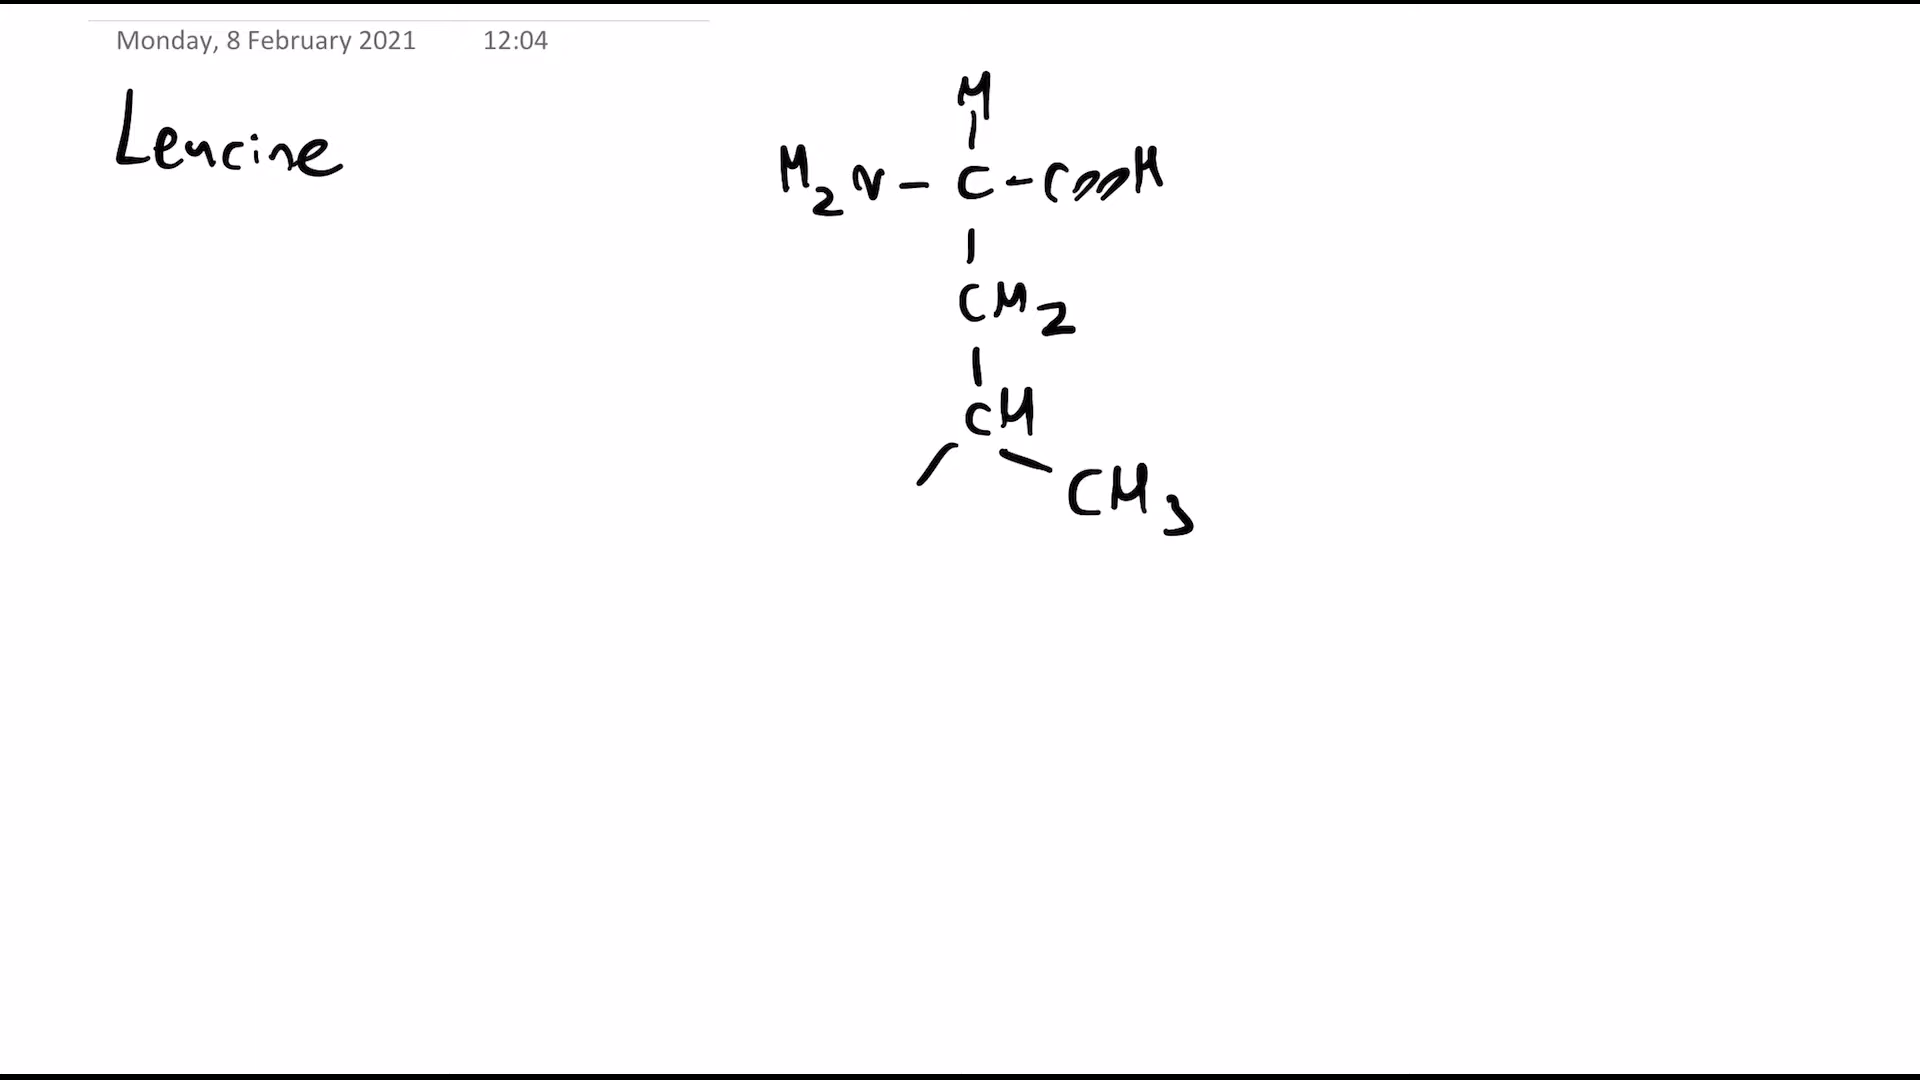 Monday, 8 February 2021 12:04
Leucine
H
H2N - C - COOH
CH2
CH
CH3